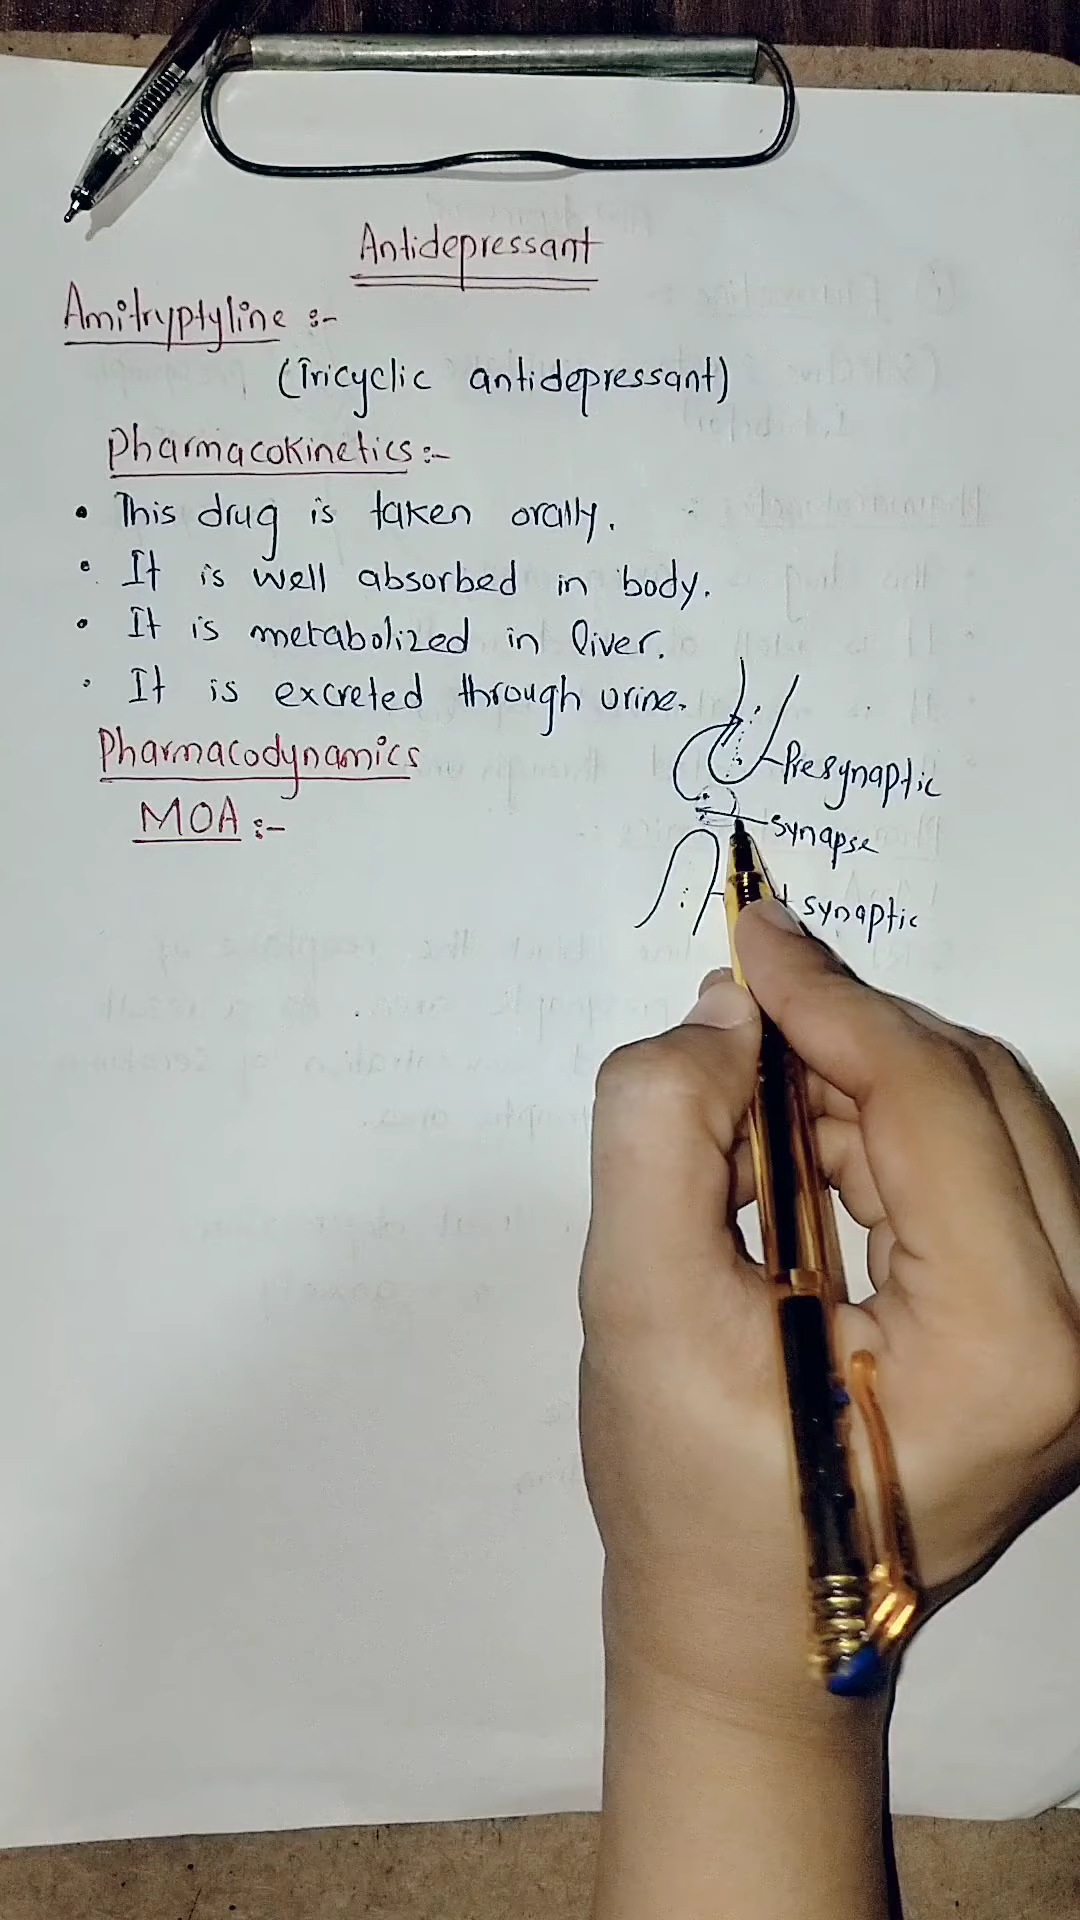 Antidepressant
Amitryptyline :-
(Tricyclic antidepressant)
Pharmacokinetics :-
• This drug is taken orally.
• It is well absorbed in body.
• It is metabolized in liver.
• It is excreted through urine.
Pharmacodynamics
MOA :-
Presynaptic
synapse
synaptic